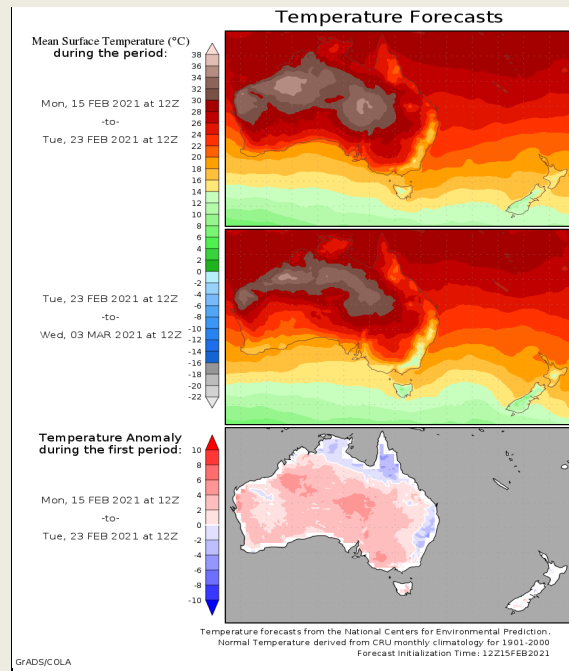 Temperature Forecasts
Mean Surface Temperature (°C)
during the period:
Mon, 15 FEB 2021 at 12Z
-to-
Tue, 23 FEB 2021 at 12Z
38
36
34
32
30
28
26
24
22
20
18
16
14
12
10
8
6
4
2
0
-2
-4
-6
-8
-10
-12
-14
-16
-18
-20
-22
Tue, 23 FEB 2021 at 12Z
-to-
Wed, 03 MAR 2021 at 12Z
Temperature Anomaly
during the first period:
Mon, 15 FEB 2021 at 12Z
-to-
Tue, 23 FEB 2021 at 12Z
10
8
6
4
2
0
-2
-4
-6
-8
-10
Temperature forecasts from the National Centers for Environmental Prediction.
Normal Temperature derived from CRU monthly climatology for 1901-2000
Forecast Initialization Time: 12Z15FEB2021
GrADS/COLA